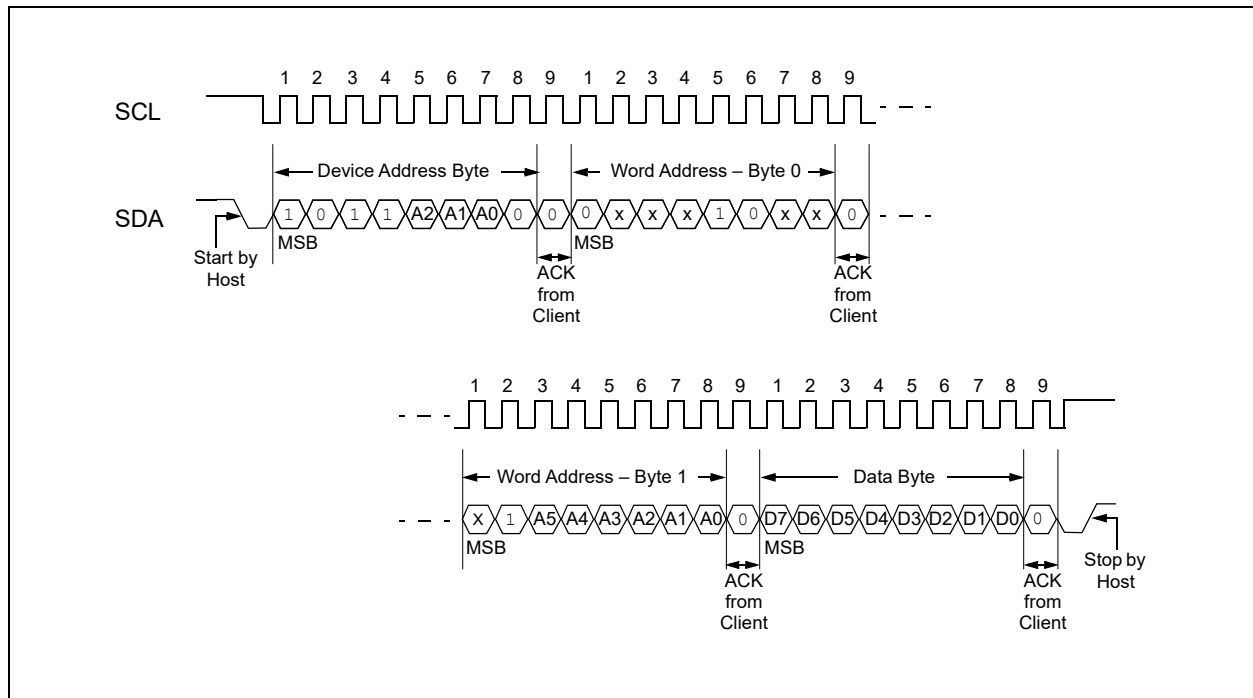 1 2 3 4 5 6 7 8 9 1 2 3 4 5 6 7 8 9
SCL
Device Address Byte
Word Address – Byte 0
SDA
1 0 1 1 A2 A1 A0 0 0 0 x x x 1 0 x x 0
MSB
MSB
Start by
Host
ACK
from
Client
ACK
from
Client
1 2 3 4 5 6 7 8 9 1 2 3 4 5 6 7 8 9
Word Address – Byte 1
Data Byte
x 1 A5 A4 A3 A2 A1 A0 0 D7 D6 D5 D4 D3 D2 D1 D0 0
MSB
MSB
ACK
from
Client
ACK
from
Client
Stop by
Host